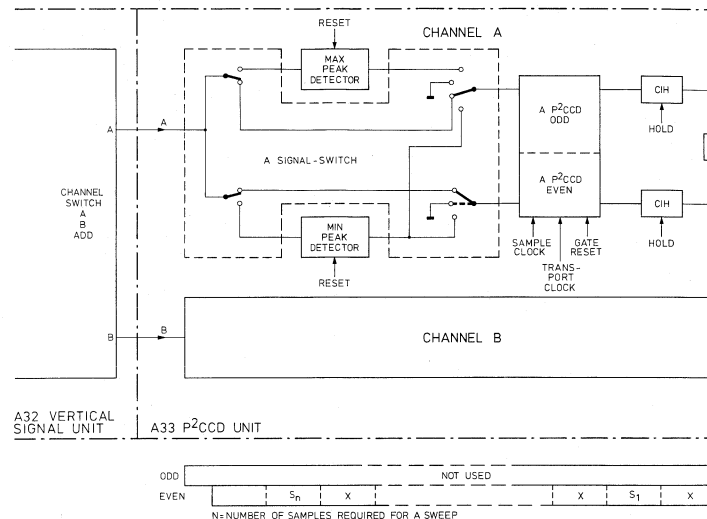 RESET
CHANNEL A
MAX
PEAK
DETECTOR
A P²CCD
ODD
CIH
HOLD
A
A
A SIGNAL-SWITCH
A P²CCD
EVEN
CIH
HOLD
CHANNEL
SWITCH
A
B
ADD
MIN
PEAK
DETECTOR
RESET
SAMPLE
CLOCK
TRANS-
PORT
CLOCK
GATE
RESET
B
B
CHANNEL B
A32 VERTICAL
SIGNAL UNIT
A33 P²CCD UNIT
ODD
NOT USED
EVEN
Sn
X
X
S1
X
N=NUMBER OF SAMPLES REQUIRED FOR A SWEEP